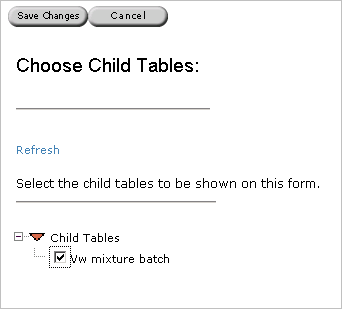 Save Changes Cancel
Choose Child Tables:
Refresh
Select the child tables to be shown on this form.
Child Tables
Vw mixture batch